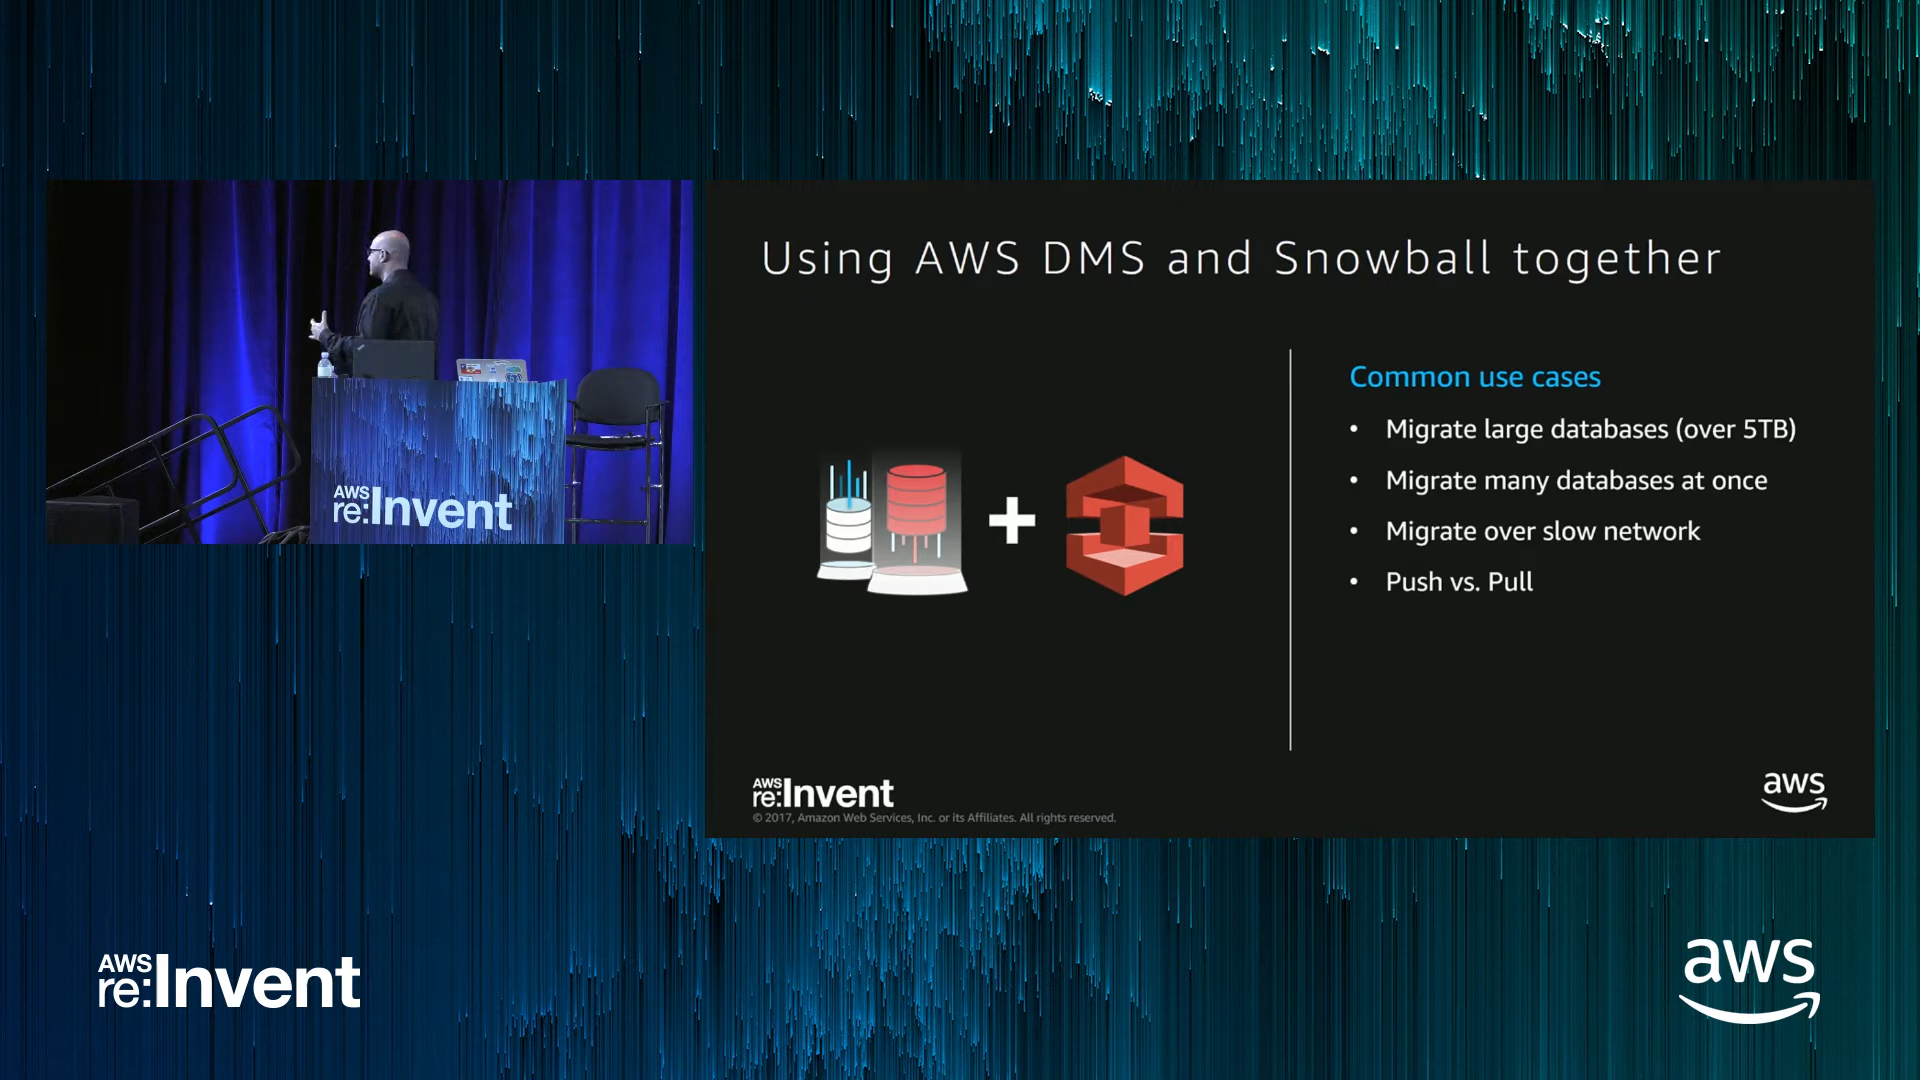 Using AWS DMS and Snowball together
Common use cases
• Migrate large databases (over 5TB)
• Migrate many databases at once
• Migrate over slow network
• Push vs. Pull
AWS
re:Invent
© 2017, Amazon Web Services, Inc. or its Affiliates. All rights reserved.
aws
AWS
re:Invent
AWS
re:Invent
aws